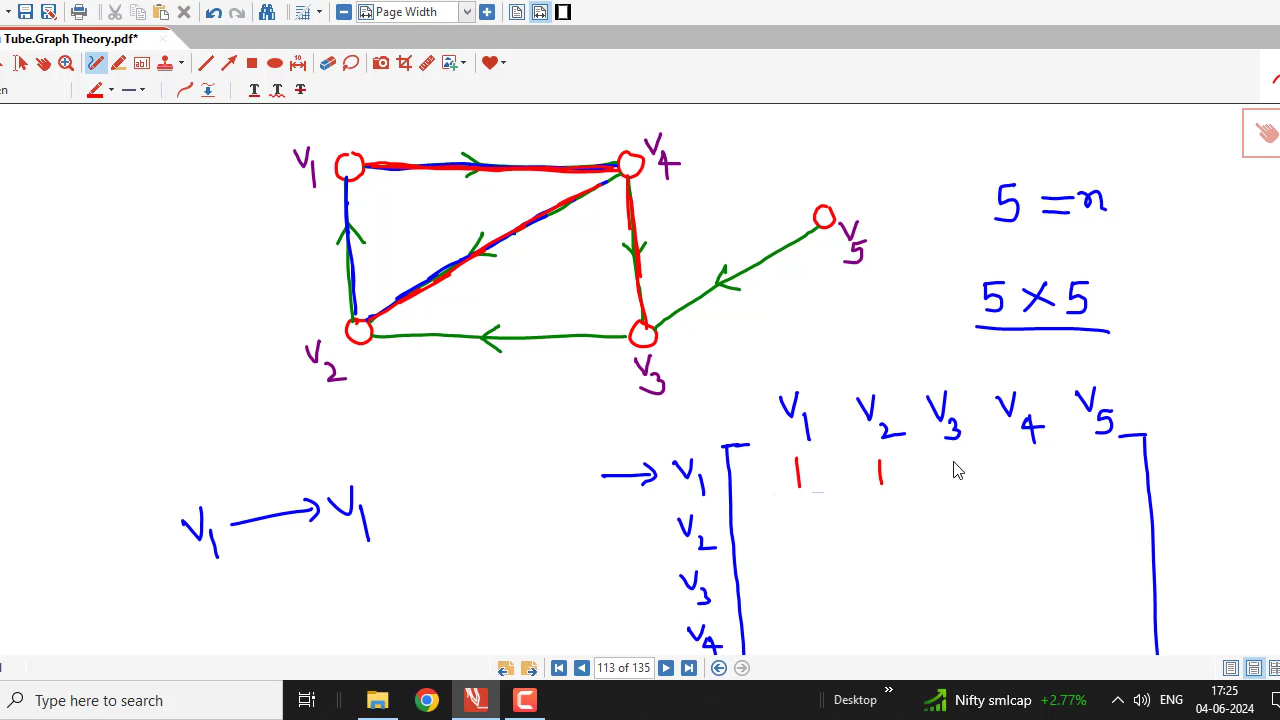 Page Width
Tube.Graph Theory.pdf*
10
V1
V4
V5
V2
V3
5 = n
5 × 5
V1 V2 V3 V4 V5
→ V1 1 1
V2
V3
V4
V1 → V1
113 of 135
Type here to search
Desktop
»
Nifty smlcap +2.77%
ENG
17:25
04-06-2024